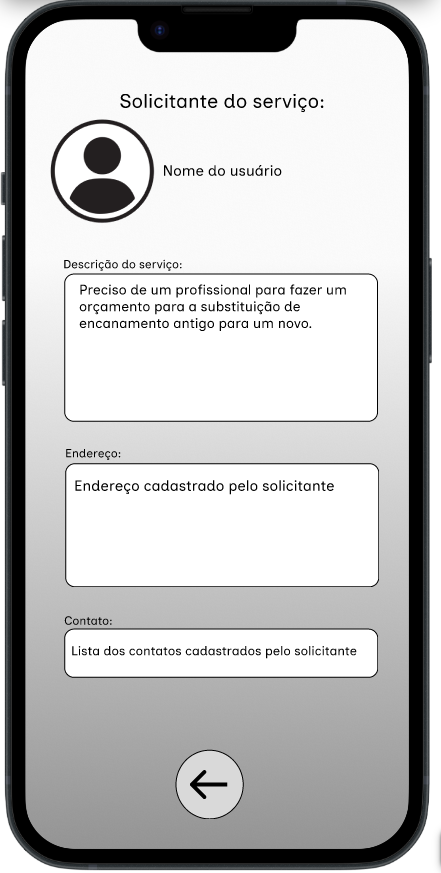 Solicitante do serviço:
Nome do usuário
Descrição do serviço:
Preciso de um profissional para fazer um
orçamento para a substituição de
encanamento antigo para um novo.
Endereço:
Endereço cadastrado pelo solicitante
Contato:
Lista dos contatos cadastrados pelo solicitante